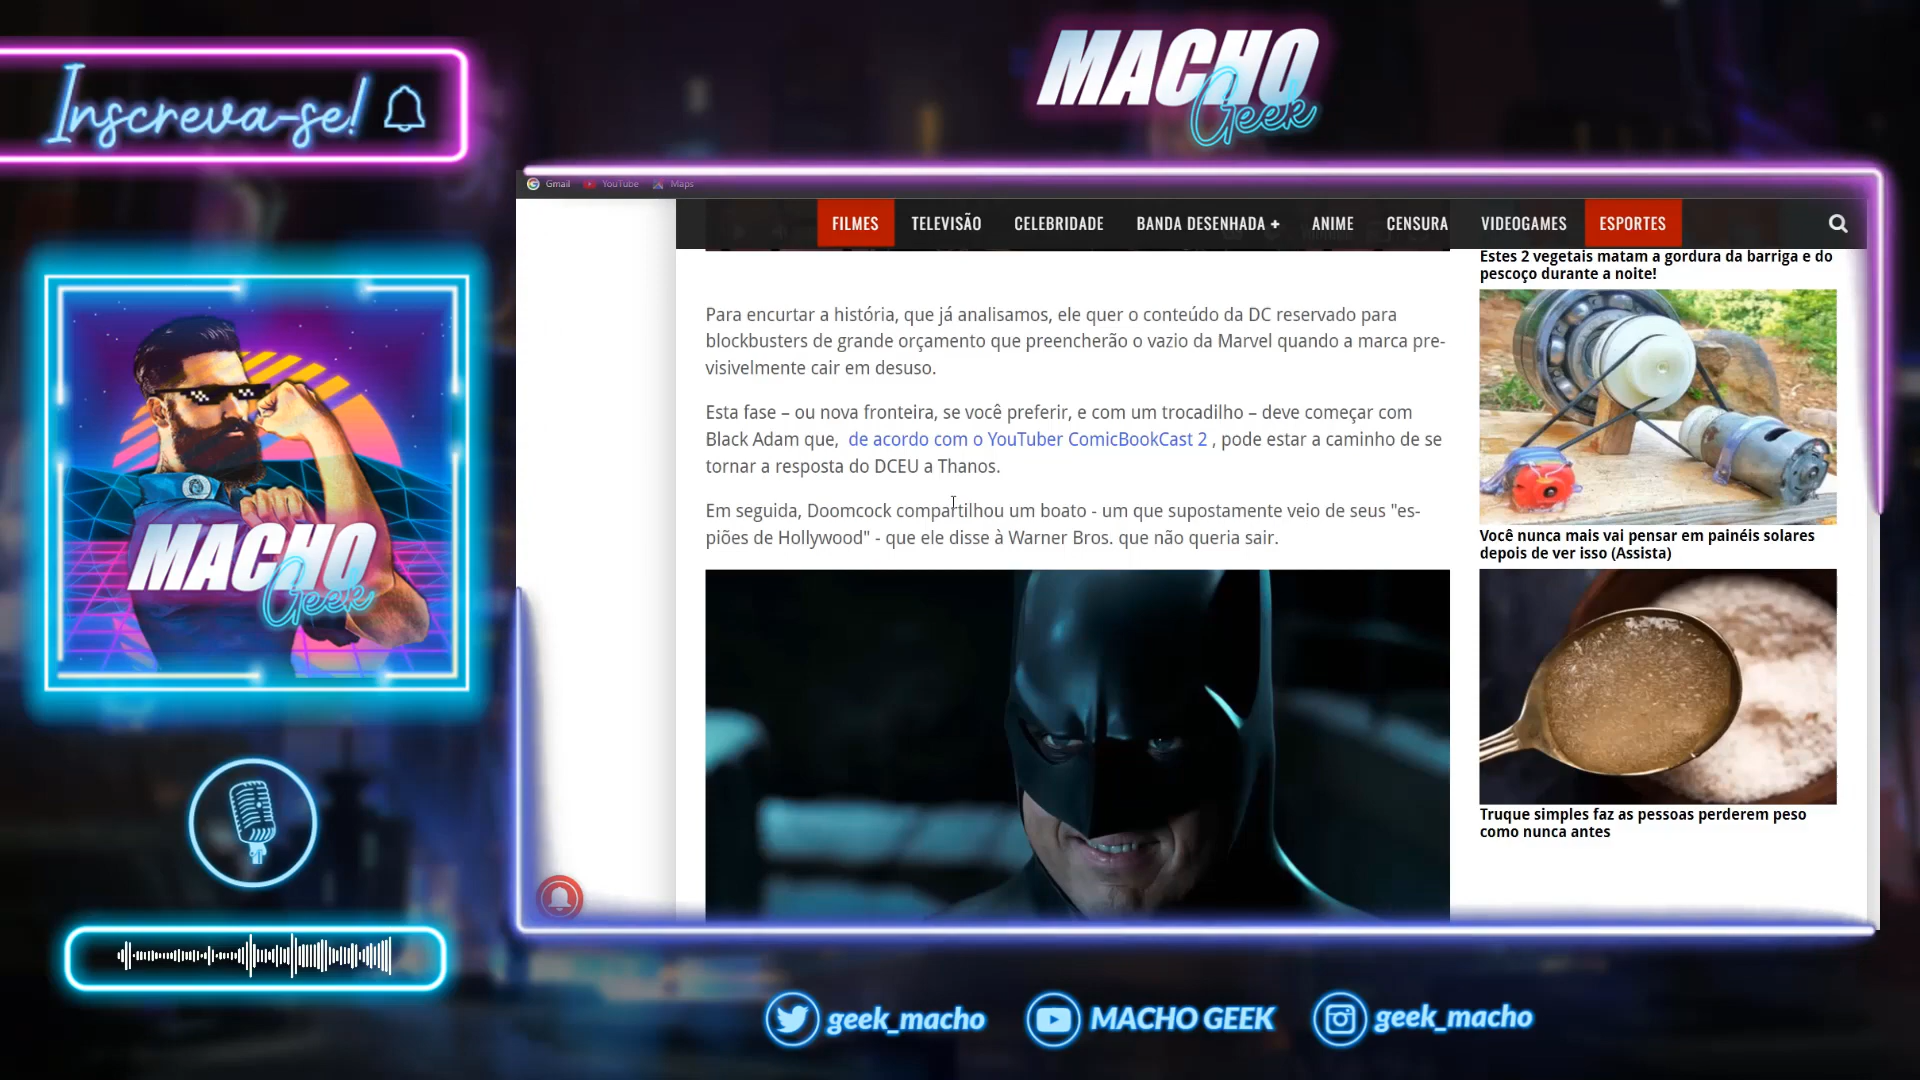 Inscreva-se!
MACHO
Geek
Gmail YouTube Maps
FILMES TELEVISÃO CELEBRIDADE BANDA DESENHADA + ANIME CENSURA VIDEOGAMES ESPORTES
Para encurtar a história, que já analisamos, ele quer o conteúdo da DC reservado para
blockbusters de grande orçamento que preencherão o vazio da Marvel quando a marca pre-
visivelmente cair em desuso.
Esta fase – ou nova fronteira, se você preferir, e com um trocadilho – deve começar com
Black Adam que, de acordo com o YouTuber ComicBookCast 2 , pode estar a caminho de se
tornar a resposta do DCEU a Thanos.
Em seguida, Doomcock compartilhou um boato - um que supostamente veio de seus "es-
piões de Hollywood" - que ele disse à Warner Bros. que não queria sair.
Estes 2 vegetais matam a gordura da barriga e do
pescoço durante a noite!
Você nunca mais vai pensar em painéis solares
depois de ver isso (Assista)
Truque simples faz as pessoas perderem peso
como nunca antes
MACHO
Geek
geek_macho
MACHO GEEK
geek_macho